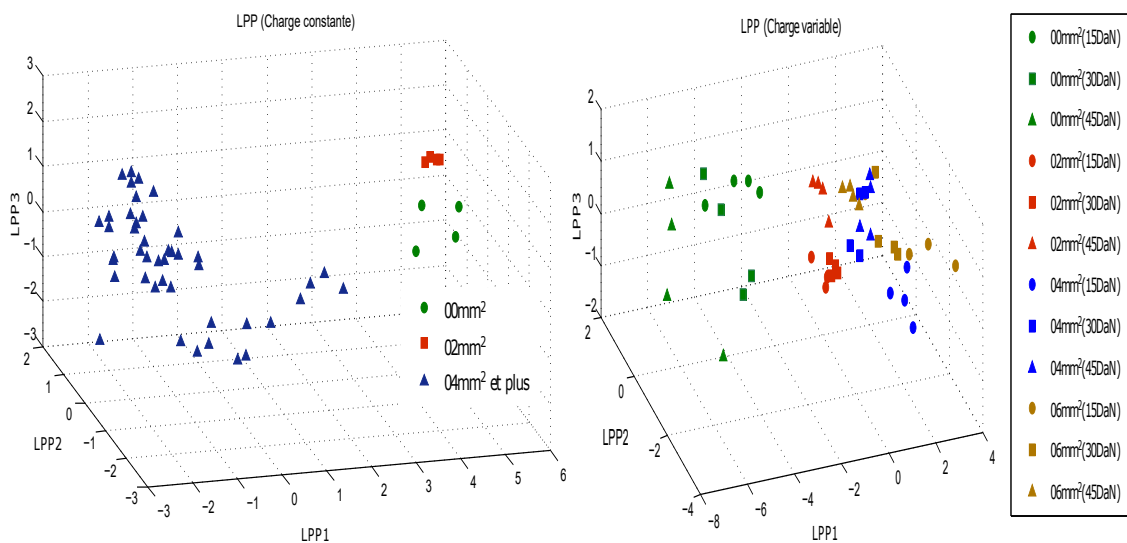 LPP (Charge constante)
3
2
1
0
−1
−2
−3
LPP3
2
1
0
−1
−2
−3
LPP2
−3
−2
−1
0
1
2
3
4
5
6
LPP1
00mm²
02mm²
04mm² et plus
LPP (Charge variable)
2
1
0
−1
−2
LPP3
2
0
−2
−4
LPP2
−8
−6
−4
−2
0
2
4
LPP1
00mm²(15DaN)
00mm²(30DaN)
00mm²(45DaN)
02mm²(15DaN)
02mm²(30DaN)
02mm²(45DaN)
04mm²(15DaN)
04mm²(30DaN)
04mm²(45DaN)
06mm²(15DaN)
06mm²(30DaN)
06mm²(45DaN)